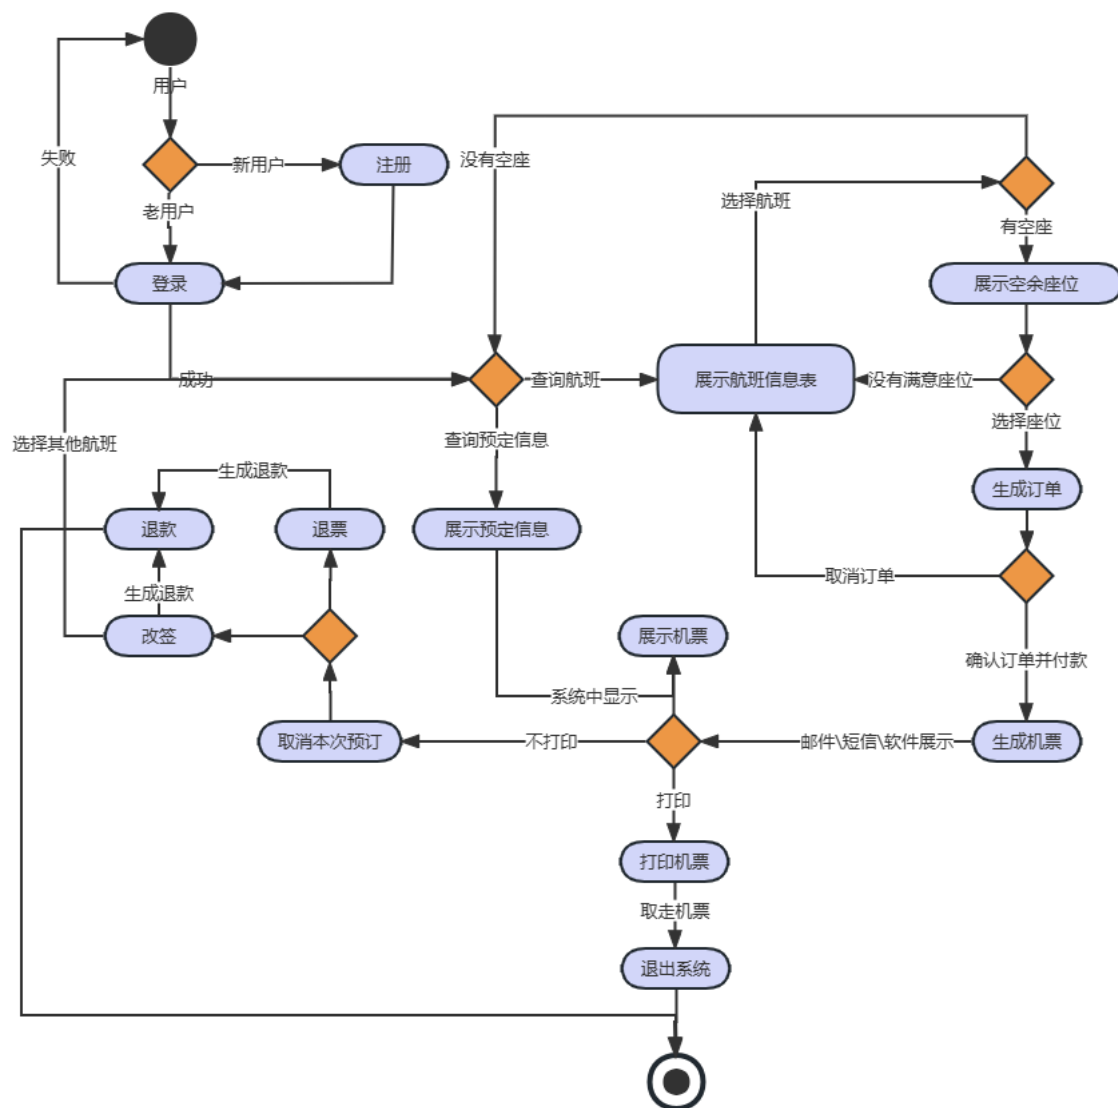 用户
失败
没有空座
新用户
注册
选择航班
老用户
有空座
登录
展示空余座位
成功
查询航班
展示航班信息表
没有满意座位
选择座位
选择其他航班
查询预定信息
生成退款
生成订单
退款
退票
展示预定信息
取消订单
生成退款
改签
展示机票
确认订单并付款
系统中显示
取消本次预订
不打印
邮件\短信\软件展示
生成机票
打印
打印机票
取走机票
退出系统